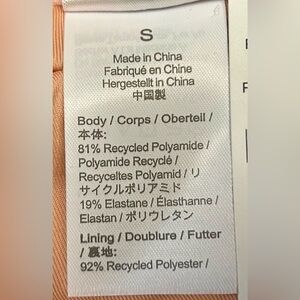 S
Made in China
Fabriqué en Chine
Hergestellt in China
中国製
Body / Corps / Oberteil /
本体:
81% Recycled Polyamide /
Polyamide Recyclé /
Recyceltes Polyamid / リ
サイクルポリアミド
19% Elastane / Élasthanne /
Elastan / ポリウレタン
Lining / Doublure / Futter
/ 裏地:
92% Recycled Polyester /